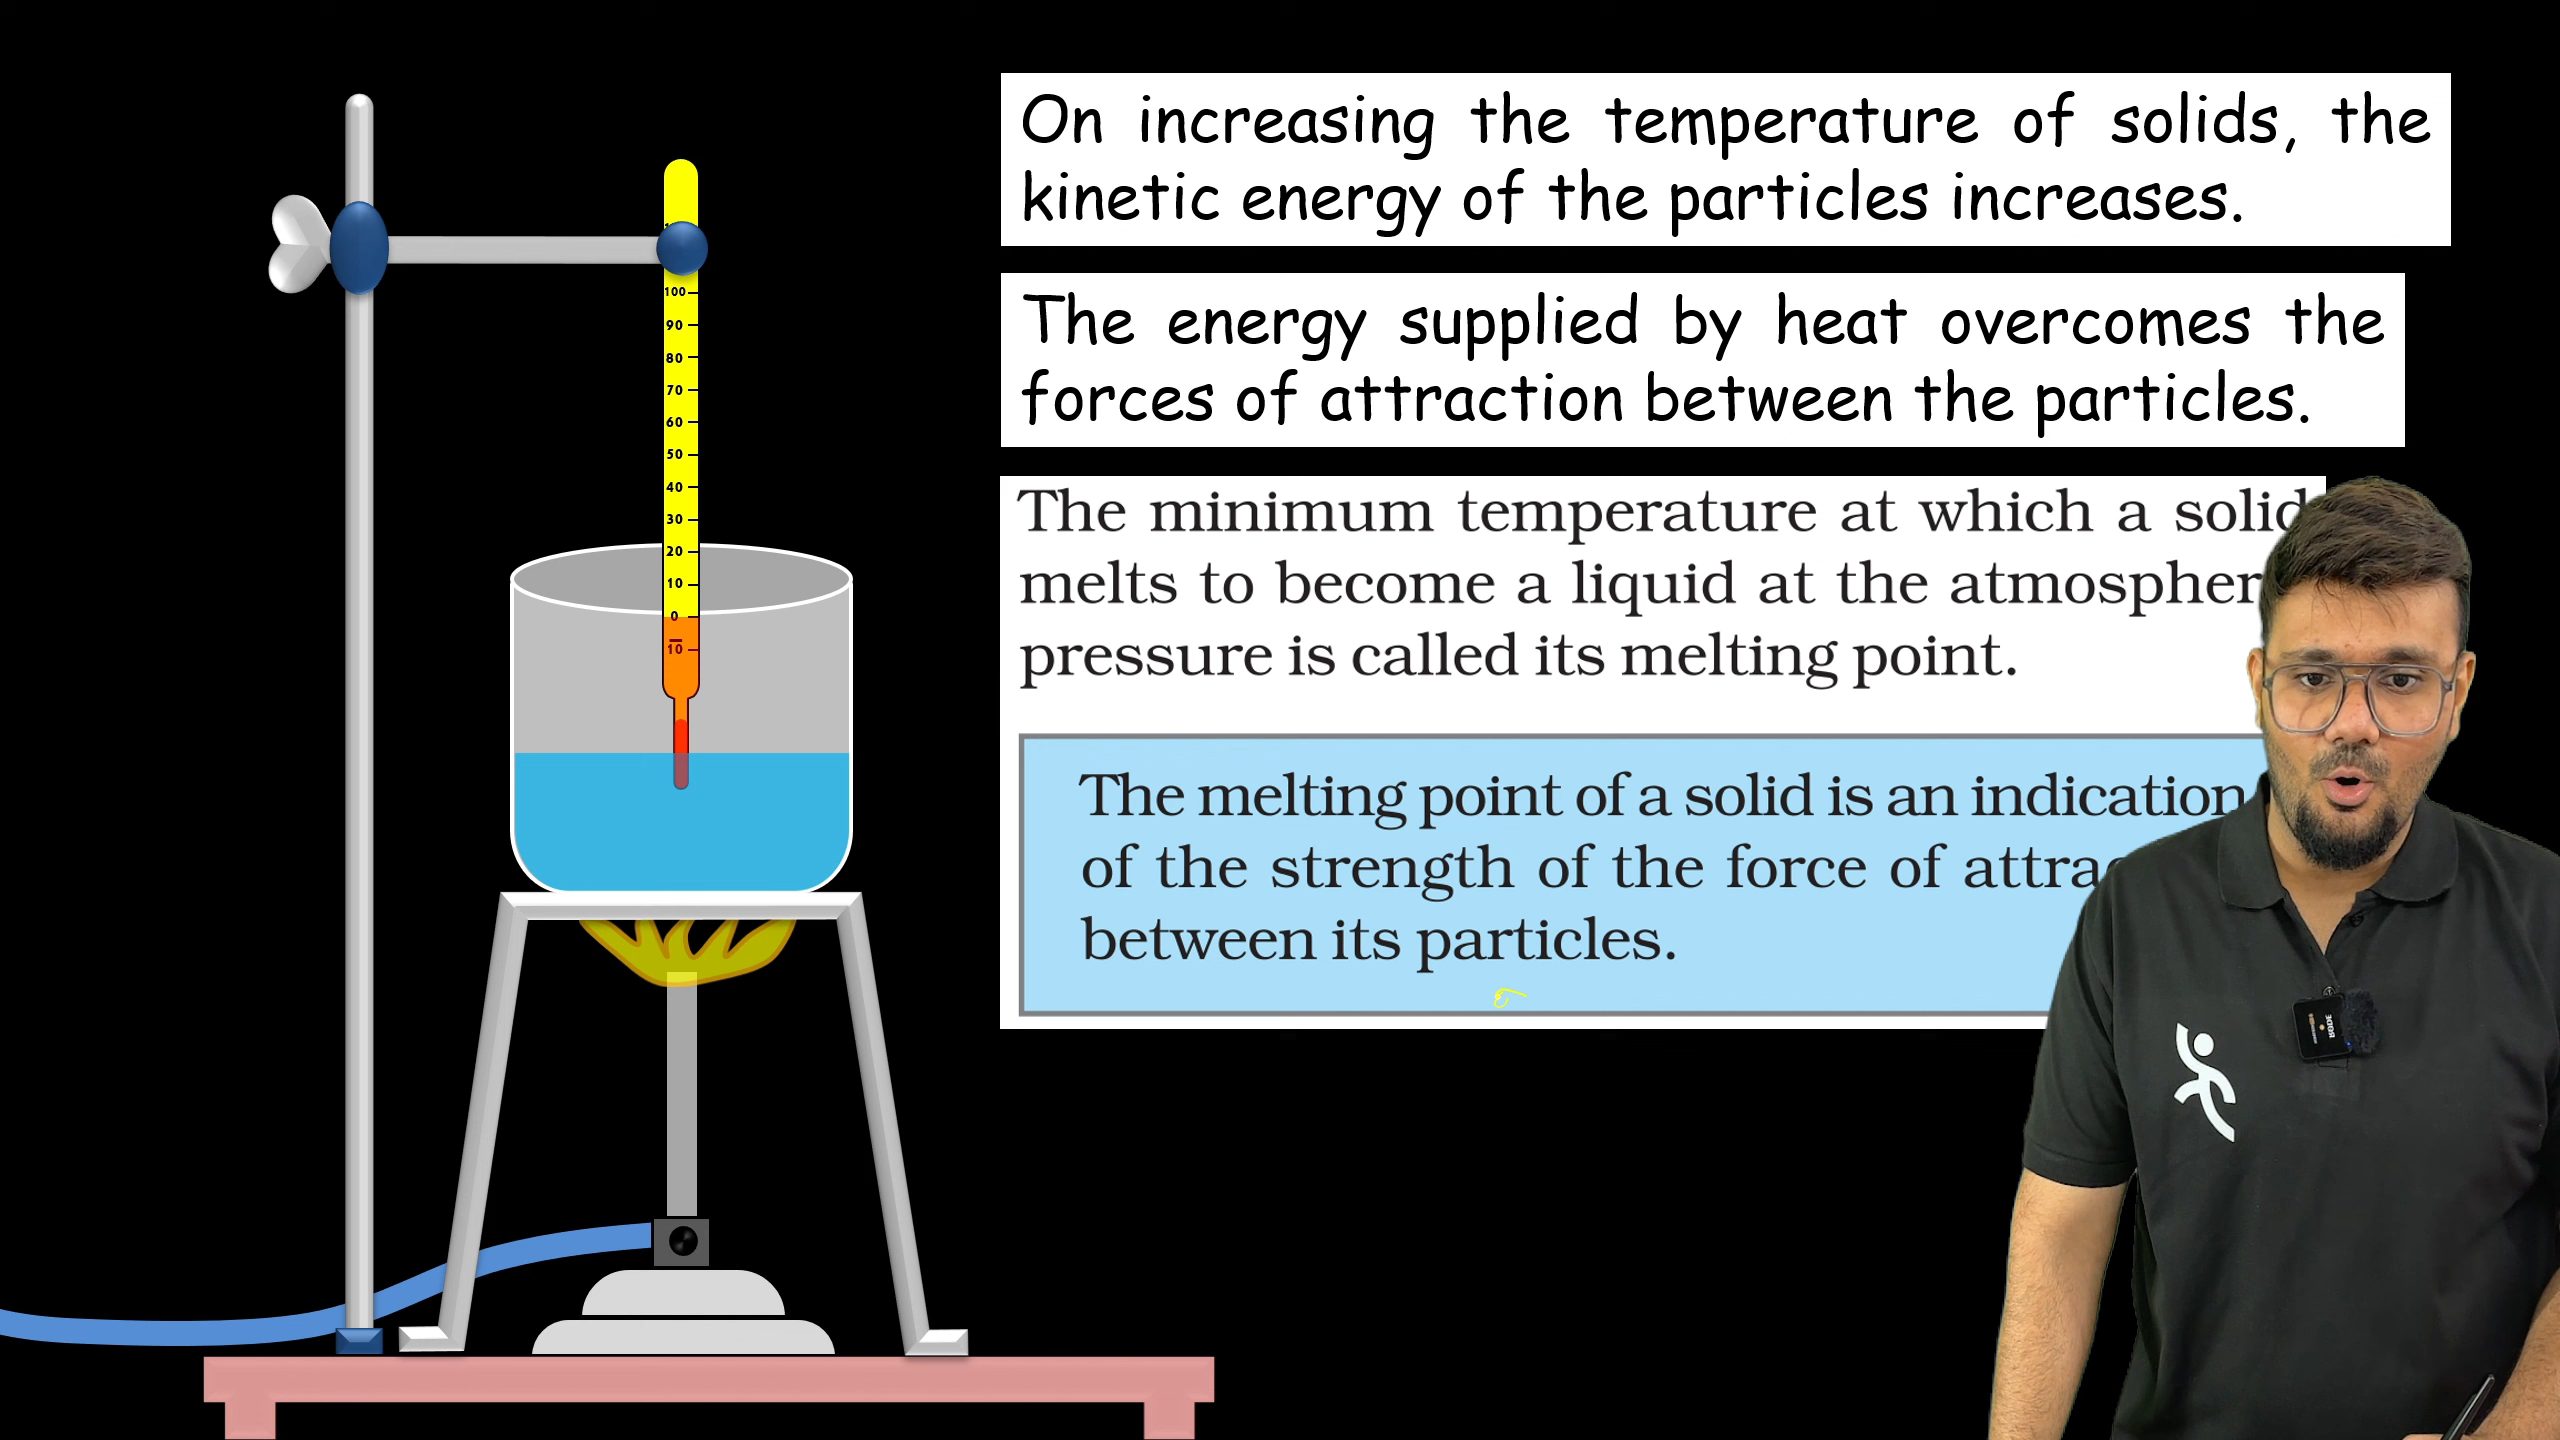 On increasing the temperature of solids, the
kinetic energy of the particles increases.
The energy supplied by heat overcomes the
forces of attraction between the particles.
The minimum temperature at which a solid
melts to become a liquid at the
pressure is called its melting point.
The melting point of a solid is an indication
of the strength of the force of
between its particles.
100
90
80
70
60
50
40
30
20
10
0
10
RODE